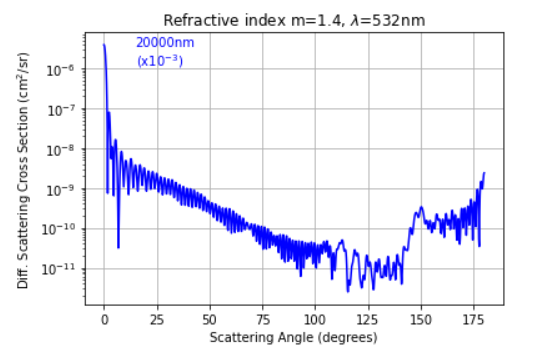 Refractive index m=1.4, λ=532nm
20000nm
(x10⁻³)
Diff. Scattering Cross Section (cm²/sr)
10⁻⁶
10⁻⁷
10⁻⁸
10⁻⁹
10⁻¹⁰
10⁻¹¹
0 25 50 75 100 125 150 175
Scattering Angle (degrees)